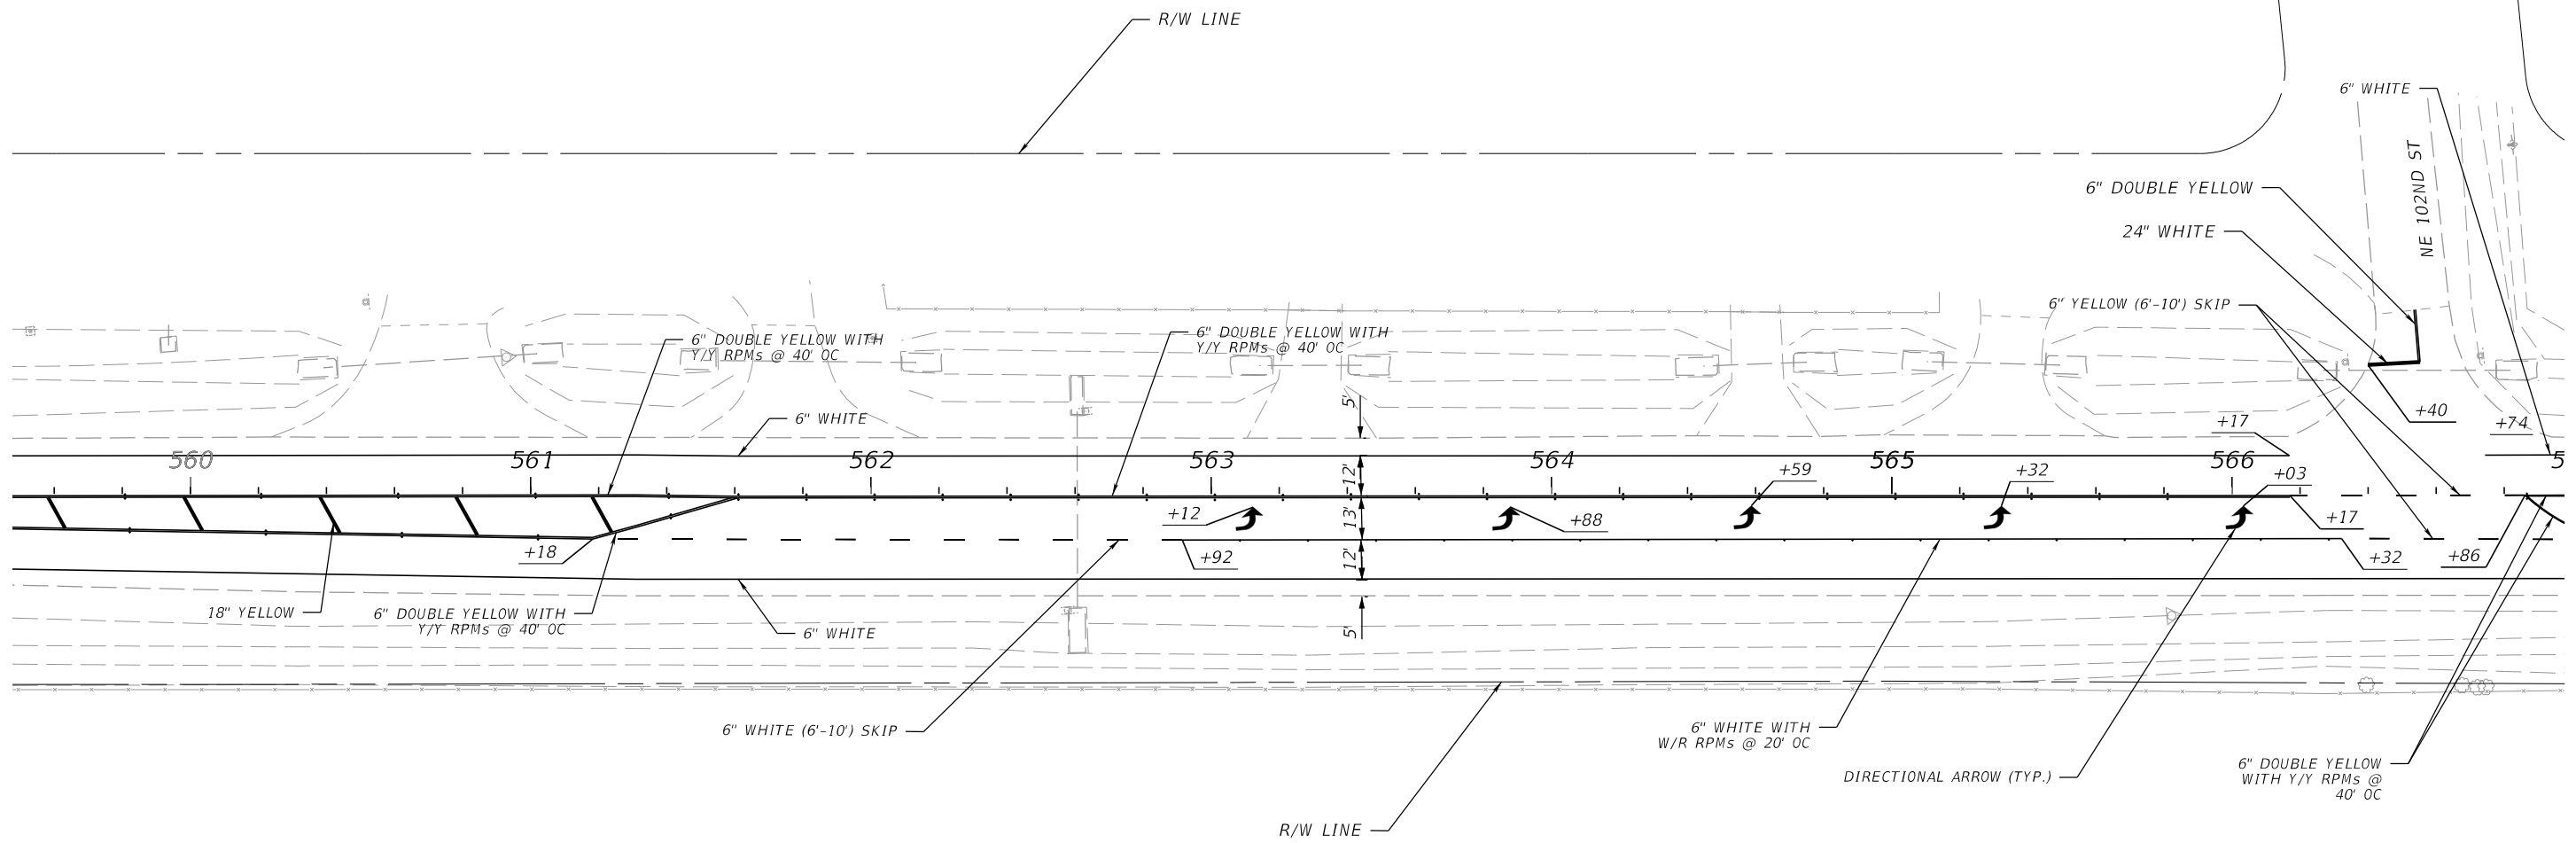 R/W LINE
6" WHITE
NE 102ND ST
6" DOUBLE YELLOW
24" WHITE
6" YELLOW (6'-10') SKIP
6" DOUBLE YELLOW WITH
Y/Y RPMs @ 40' OC
6" DOUBLE YELLOW WITH
Y/Y RPMs @ 40' OC
6" WHITE
5'
+40
+17
+74
560
561
562
563
564
565
566
5
12'
+59
+32
+03
+12
13'
+88
+17
+18
+92
12'
+32
+86
18" YELLOW
6" DOUBLE YELLOW WITH
Y/Y RPMs @ 40' OC
6" WHITE
5'
6" WHITE (6'-10') SKIP
6" WHITE WITH
W/R RPMs @ 20' OC
DIRECTIONAL ARROW (TYP.)
6" DOUBLE YELLOW
WITH Y/Y RPMs @
40' OC
R/W LINE